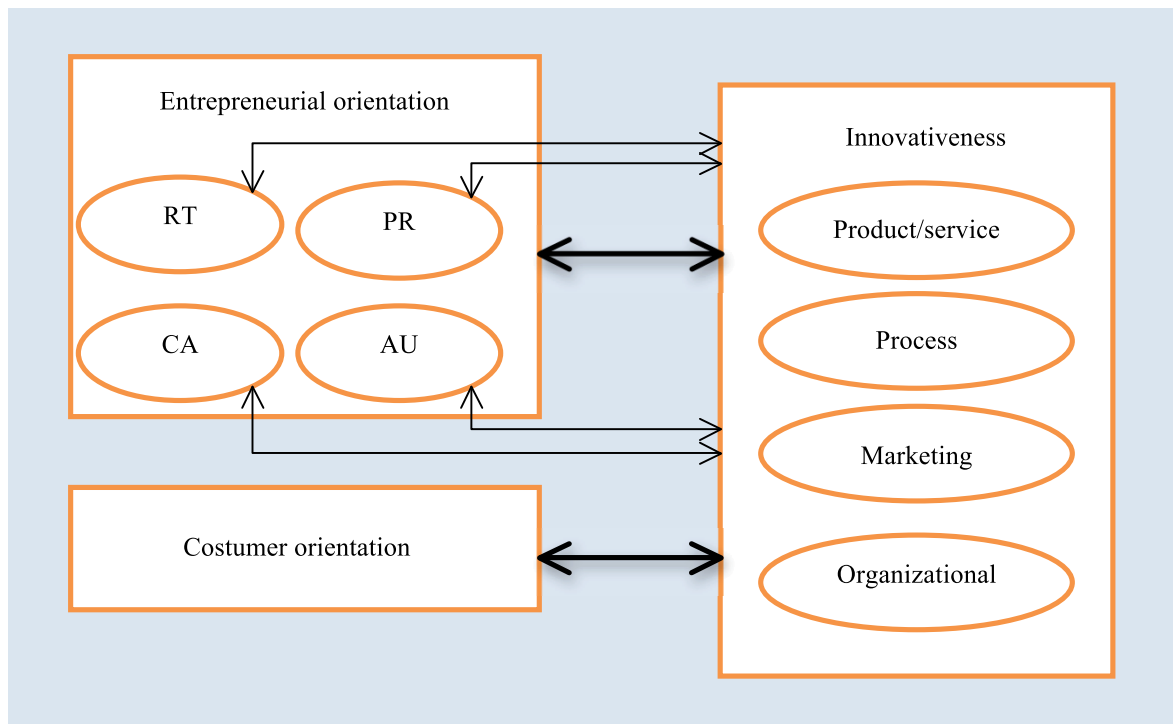 Entrepreneurial orientation
RT
PR
CA
AU
Costumer orientation
Innovativeness
Product/service
Process
Marketing
Organizational